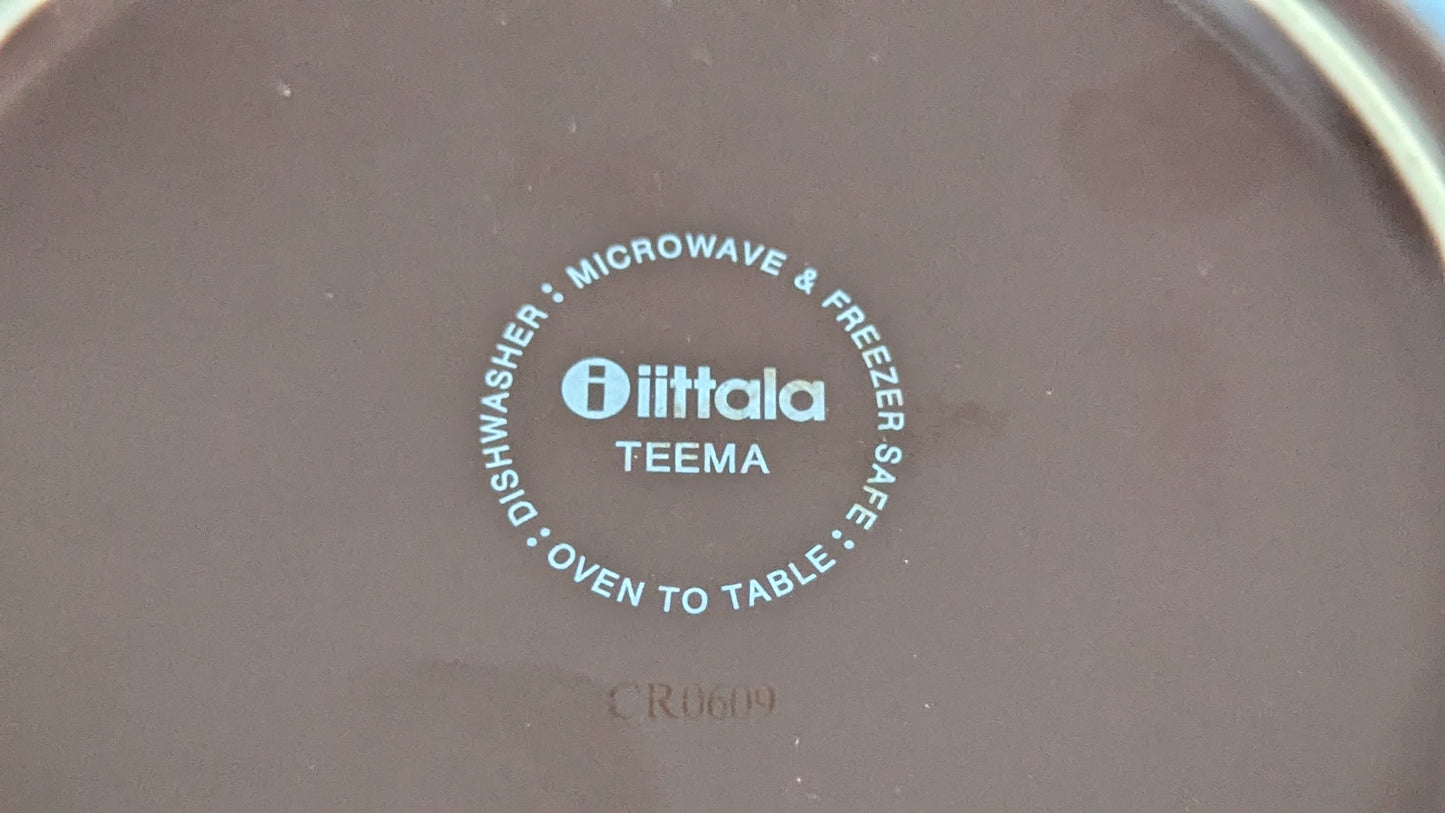 DISHWASHER : MICROWAVE & FREEZER SAFE : OVEN TO TABLE :
i iittala
TEEMA
CR0609